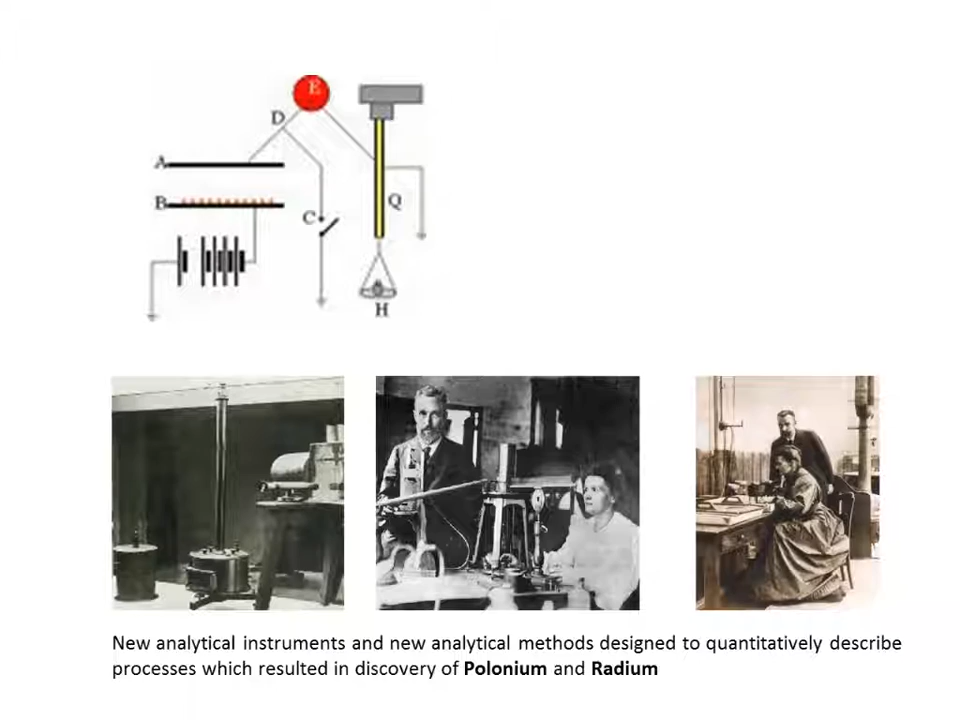 E
D
A
B
C
Q
H
New analytical instruments and new analytical methods designed to quantitatively describe
processes which resulted in discovery of Polonium and Radium